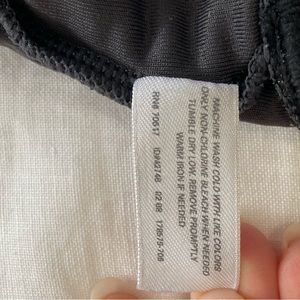 MACHINE WASH COLD WITH LIKE COLORS
ONLY NON-CHLORINE BLEACH WHEN NEEDED
TUMBLE DRY LOW. REMOVE PROMPTLY
WARM IRON IF NEEDED
RN# 70517 02 08